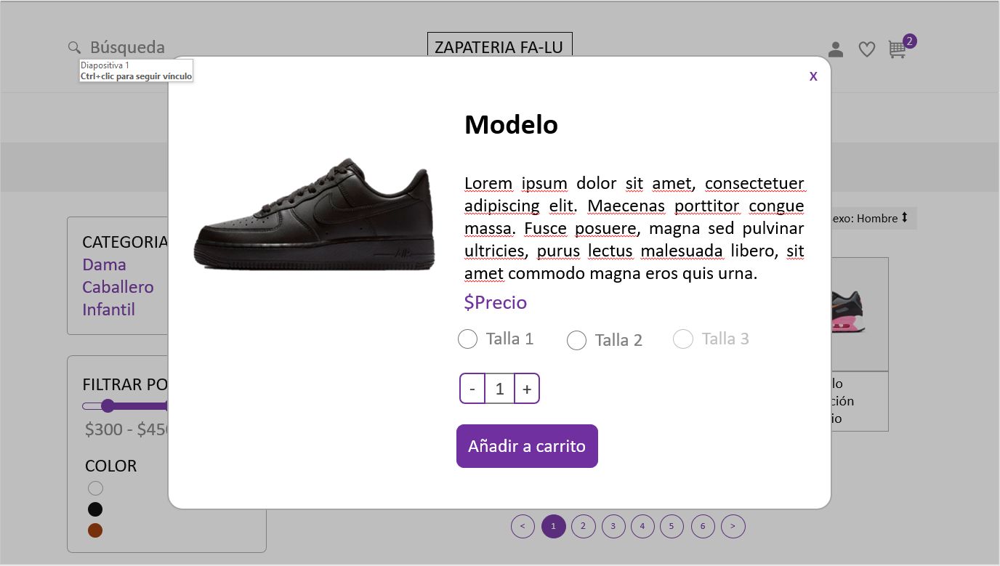 Búsqueda
ZAPATERIA FA-LU
2
Diapositiva 1
Ctrl+clic para seguir vínculo
X
Modelo
Lorem ipsum dolor sit amet, consectetuer
adipiscing elit. Maecenas porttitor congue
massa. Fusce posuere, magna sed pulvinar
ultricies, purus lectus malesuada libero, sit
amet commodo magna eros quis urna.
$Precio
Talla 1 Talla 2 Talla 3
- 1 +
Añadir a carrito
exo: Hombre
CATEGORIA
Dama
Caballero
Infantil
FILTRAR PO
$300 - $450
COLOR
lo
ción
io
< 1 2 3 4 5 6 >